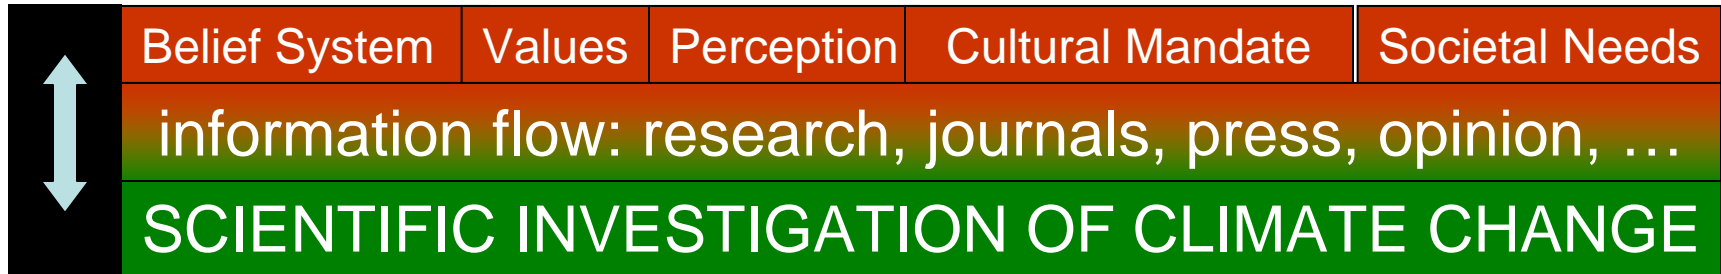 Belief System Values Perception Cultural Mandate Societal Needs
information flow: research, journals, press, opinion, …
SCIENTIFIC INVESTIGATION OF CLIMATE CHANGE